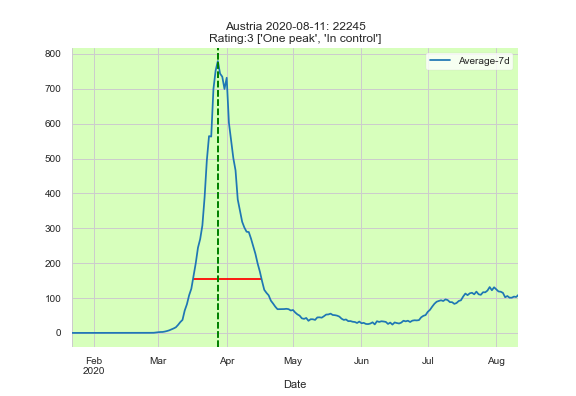 Austria 2020-08-11: 22245
Rating:3 ['One peak', 'In control']
Average-7d
800
700
600
500
400
300
200
100
0
Feb
2020
Mar
Apr
May
Jun
Jul
Aug
Date